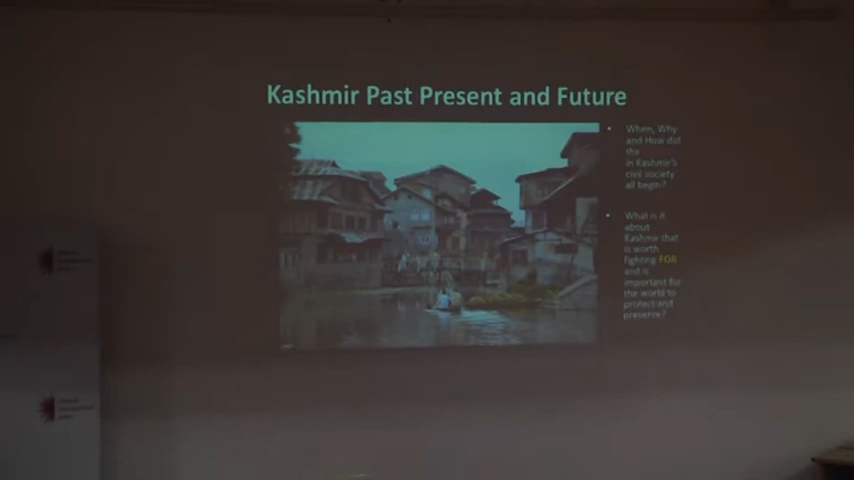 Kashmir Past Present and Future
• When, Why
and How did
the
in Kashmir's
civil society
all begin?
• What is it
about
Kashmir that
is worth
fighting FOR
and is
important for
the world to
protect and
preserve?